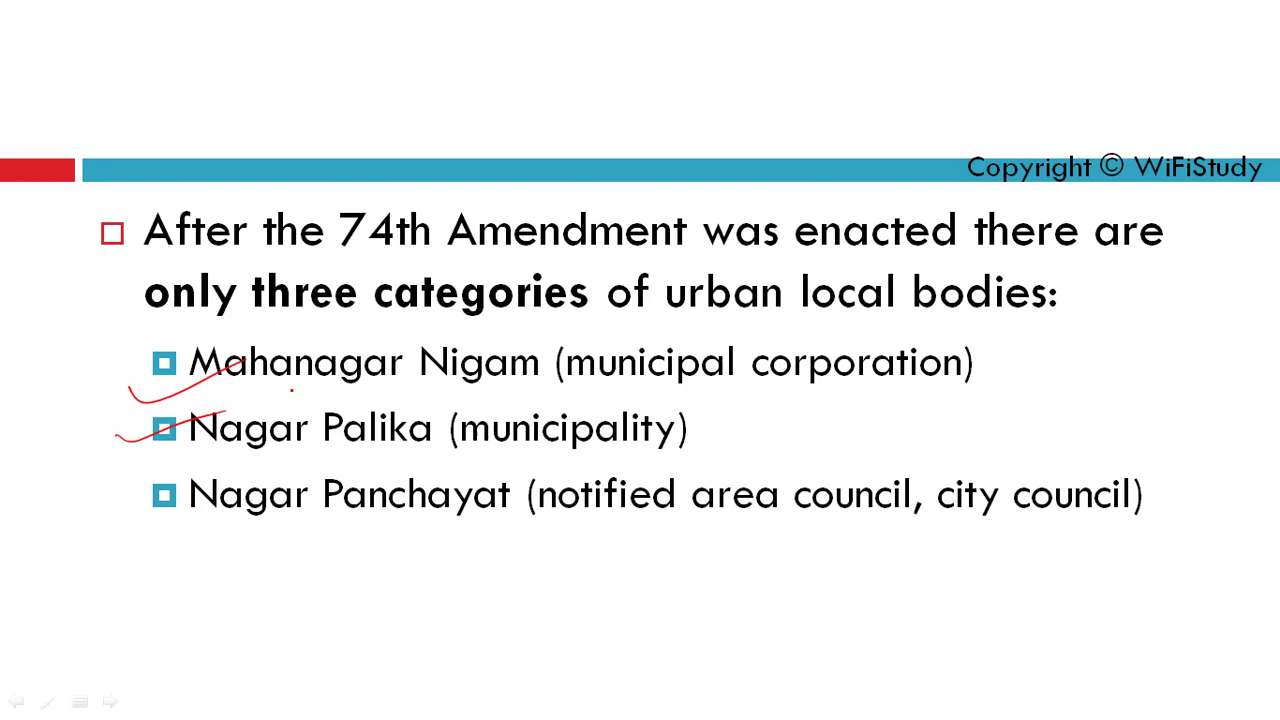 Copyright © WiFiStudy
After the 74th Amendment was enacted there are
only three categories of urban local bodies:
Mahanagar Nigam (municipal corporation)
Nagar Palika (municipality)
Nagar Panchayat (notified area council, city council)